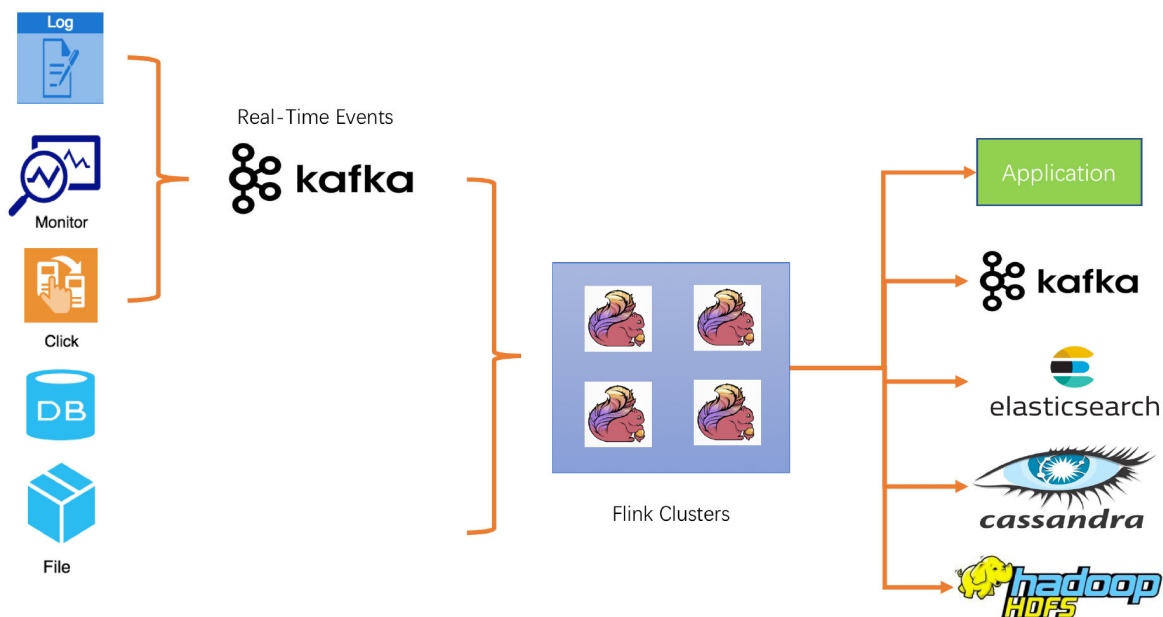 Log
Monitor
Click
DB
File
Real-Time Events
kafka
Flink Clusters
Application
kafka
elasticsearch
cassandra
hadoop
HDFS